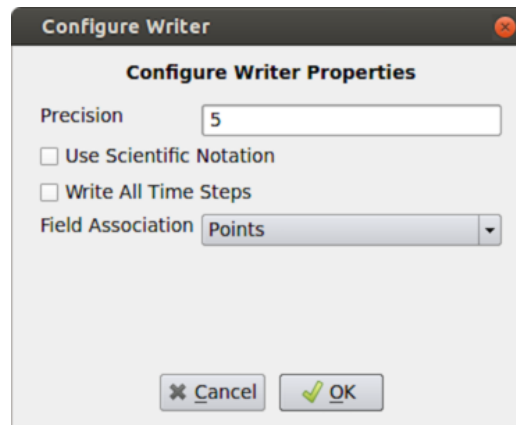 Configure Writer
Configure Writer Properties
Precision 5
Use Scientific Notation
Write All Time Steps
Field Association Points
Cancel OK